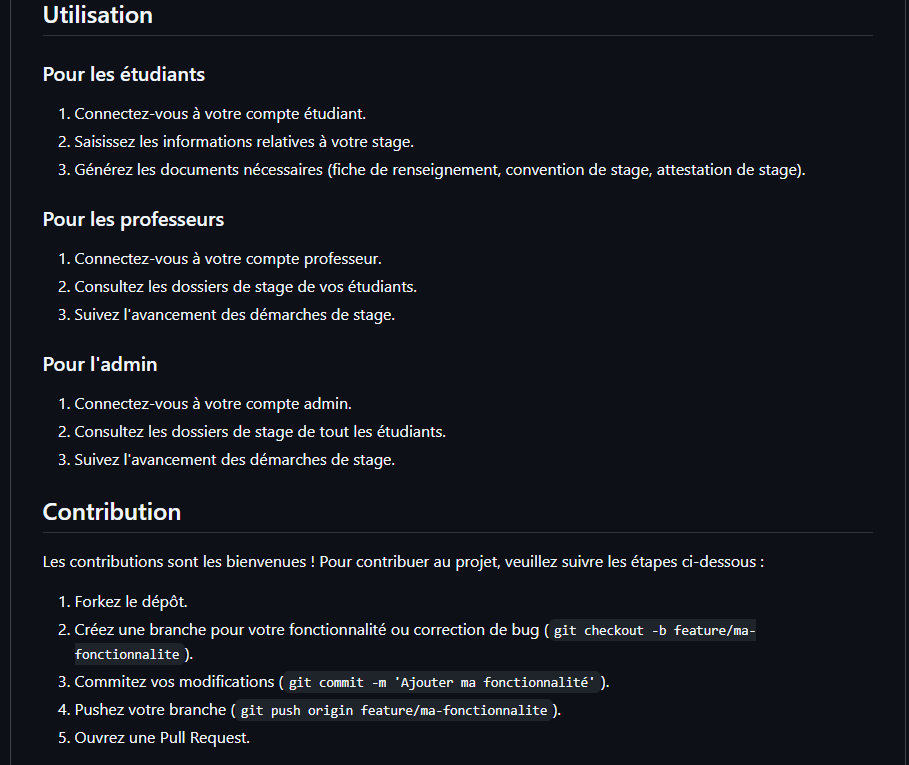 Utilisation
Pour les étudiants
1. Connectez-vous à votre compte étudiant.
2. Saisissez les informations relatives à votre stage.
3. Générez les documents nécessaires (fiche de renseignement, convention de stage, attestation de stage).
Pour les professeurs
1. Connectez-vous à votre compte professeur.
2. Consultez les dossiers de stage de vos étudiants.
3. Suivez l'avancement des démarches de stage.
Pour l'admin
1. Connectez-vous à votre compte admin.
2. Consultez les dossiers de stage de tout les étudiants.
3. Suivez l'avancement des démarches de stage.
Contribution
Les contributions sont les bienvenues ! Pour contribuer au projet, veuillez suivre les étapes ci-dessous :
1. Forkez le dépôt.
2. Créez une branche pour votre fonctionnalité ou correction de bug ( git checkout -b feature/ma-
fonctionnalite ).
3. Commitez vos modifications ( git commit -m 'Ajouter ma fonctionnalité' ).
4. Pushez votre branche ( git push origin feature/ma-fonctionnalite ).
5. Ouvrez une Pull Request.